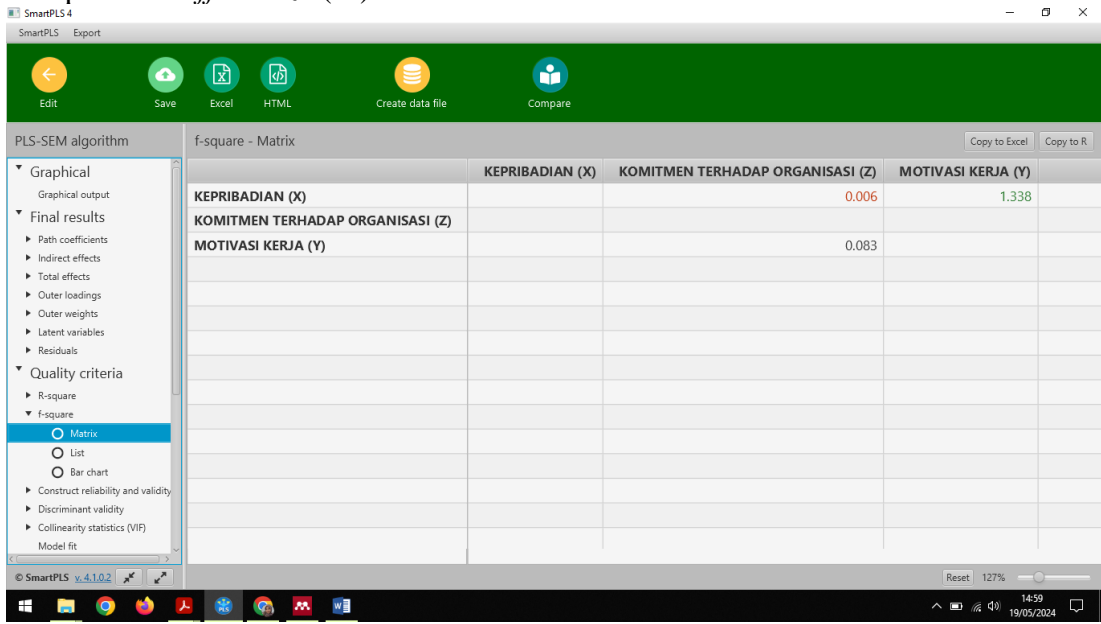 SmartPLS 4
SmartPLS Export
Edit Save Excel HTML Create data file Compare
PLS-SEM algorithm
f-square - Matrix
Copy to Excel Copy to R
Graphical
Graphical output
Final results
Path coefficients
Indirect effects
Total effects
Outer loadings
Outer weights
Latent variables
Residuals
Quality criteria
R-square
f-square
Matrix
List
Bar chart
Construct reliability and validity
Discriminant validity
Collinearity statistics (VIF)
Model fit
KEPRIBADIAN (X) KOMITMEN TERHADAP ORGANISASI (Z) MOTIVASI KERJA (Y)
KEPRIBADIAN (X) 0.006 1.338
KOMITMEN TERHADAP ORGANISASI (Z)
MOTIVASI KERJA (Y) 0.083
© SmartPLS v. 4.1.0.2
Reset 127%
14:59
19/05/2024